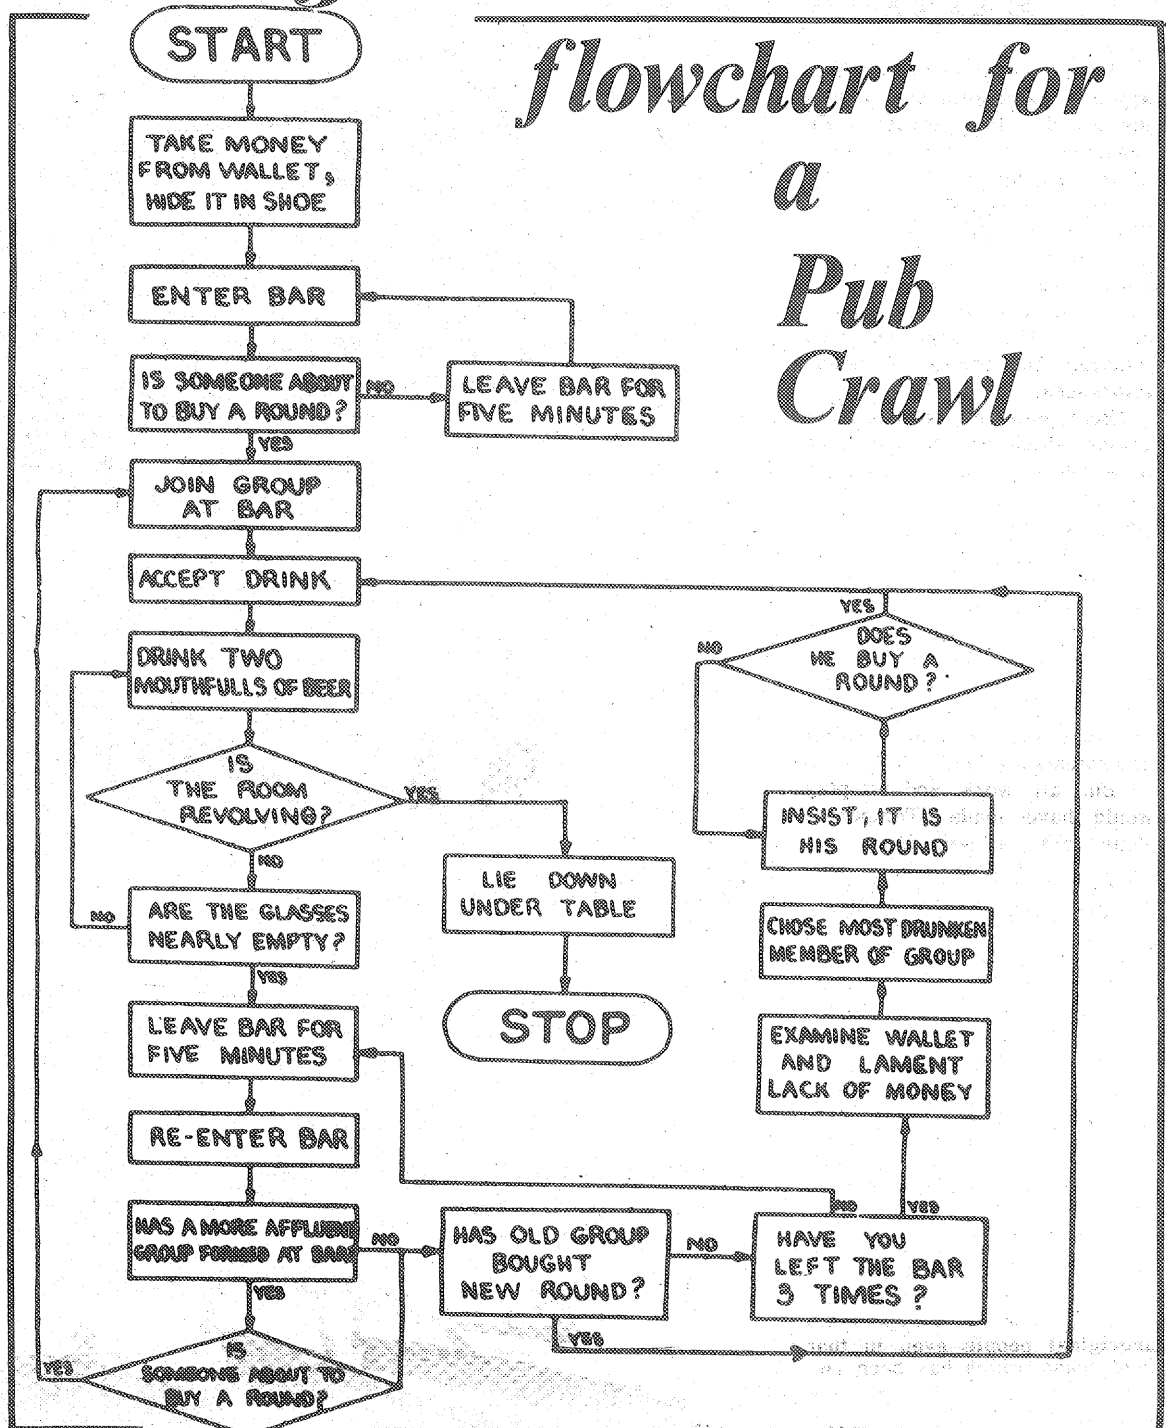 START
flowchart for
a
Pub
Crawl
TAKE MONEY
FROM WALLET,
HIDE IT IN SHOE
ENTER BAR
IS SOMEONE ABOUT
TO BUY A ROUND?
NO
LEAVE BAR FOR
FIVE MINUTES
YES
JOIN GROUP
AT BAR
ACCEPT DRINK
DRINK TWO
MOUTHFULLS OF BEER
IS
THE ROOM
REVOLVING?
YES
LIE DOWN
UNDER TABLE
STOP
NO
ARE THE GLASSES
NEARLY EMPTY?
NO
YES
LEAVE BAR FOR
FIVE MINUTES
RE-ENTER BAR
HAS A MORE AFFLUENT
GROUP FORMED AT BAR?
NO
YES
IS
SOMEONE ABOUT TO
BUY A ROUND?
YES
HAS OLD GROUP
BOUGHT
NEW ROUND?
NO
YES
HAVE YOU
LEFT THE BAR
3 TIMES?
NO
YES
EXAMINE WALLET
AND LAMENT
LACK OF MONEY
CHOSE MOST DRUNKEN
MEMBER OF GROUP
INSIST, IT IS
HIS ROUND
DOES
HE BUY A
ROUND?
NO
YES